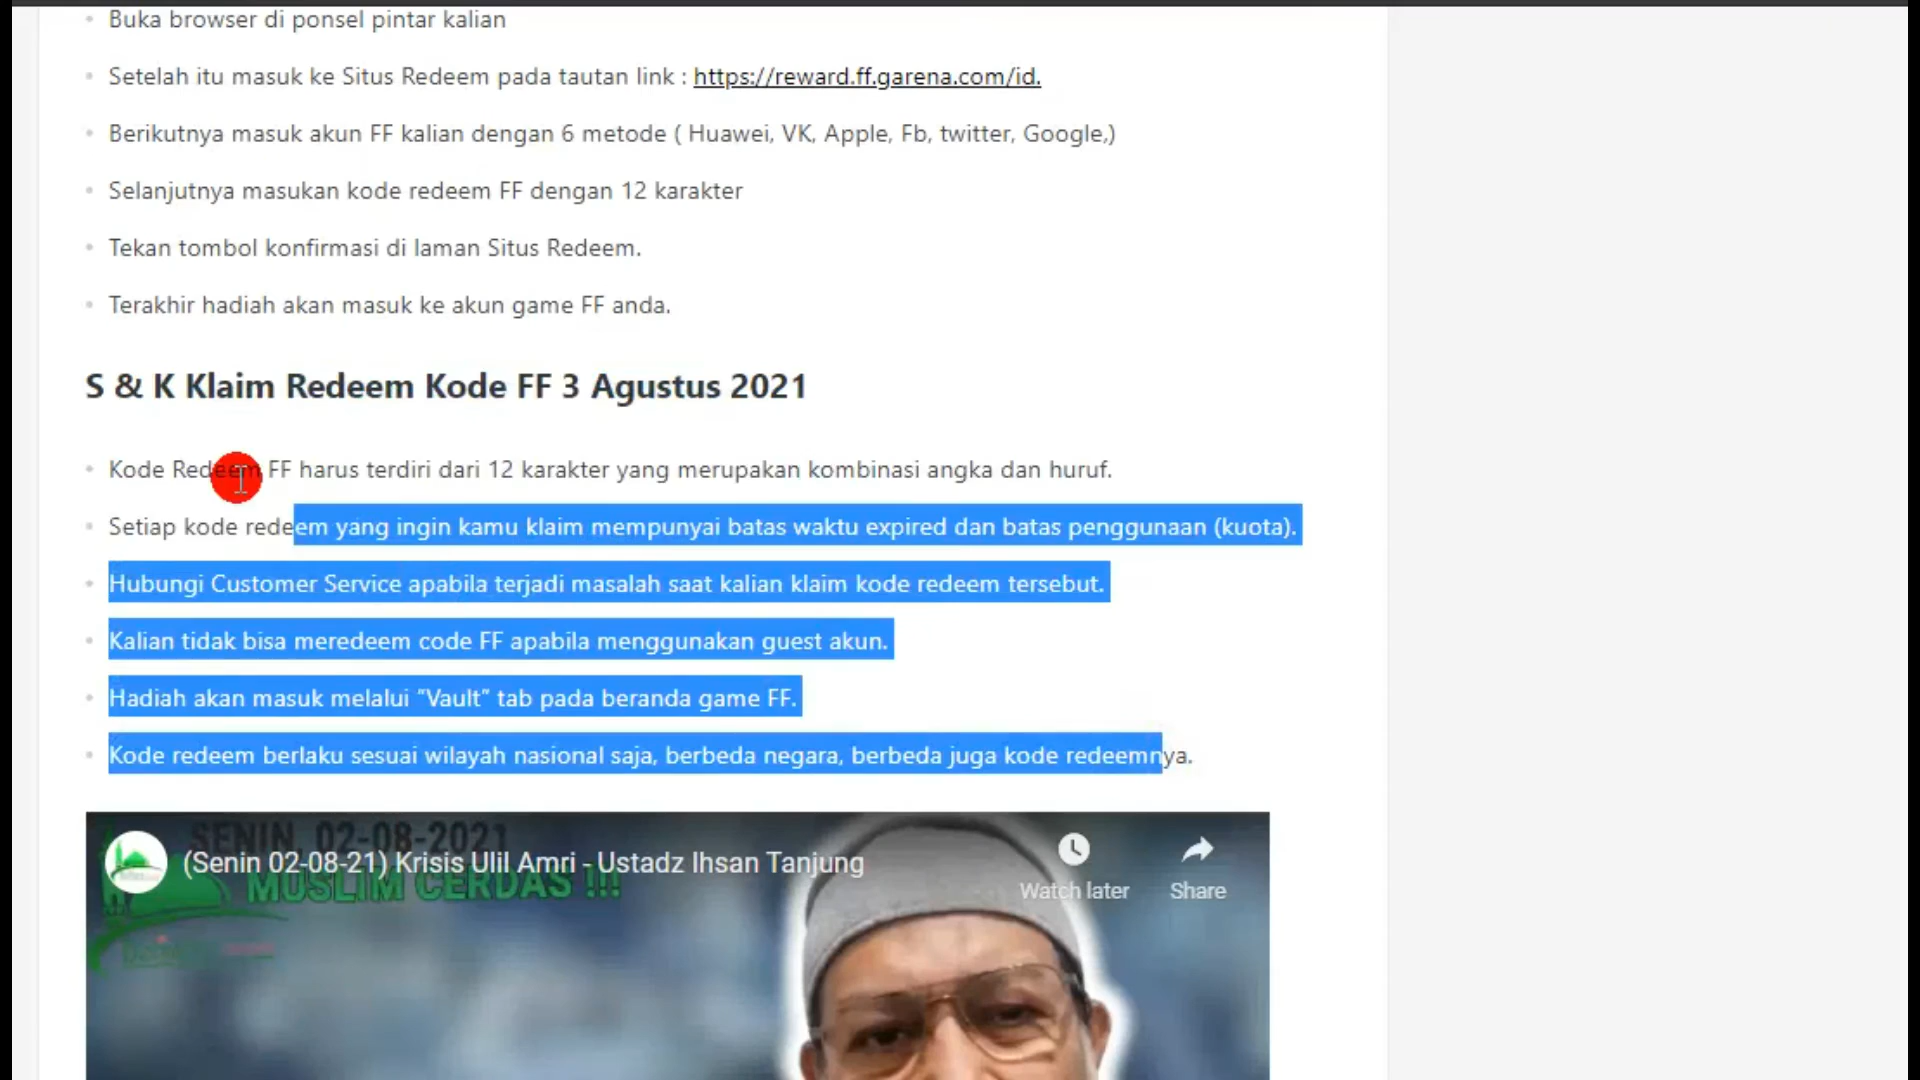 Buka browser di ponsel pintar kalian
Setelah itu masuk ke Situs Redeem pada tautan link : https://reward.ff.garena.com/id.
Berikutnya masuk akun FF kalian dengan 6 metode ( Huawei, VK, Apple, Fb, twitter, Google,)
Selanjutnya masukan kode redeem FF dengan 12 karakter
Tekan tombol konfirmasi di laman Situs Redeem.
Terakhir hadiah akan masuk ke akun game FF anda.
S & K Klaim Redeem Kode FF 3 Agustus 2021
Kode Redeem FF harus terdiri dari 12 karakter yang merupakan kombinasi angka dan huruf.
Setiap kode redeem yang ingin kamu klaim mempunyai batas waktu expired dan batas penggunaan (kuota).
Hubungi Customer Service apabila terjadi masalah saat kalian klaim kode redeem tersebut.
Kalian tidak bisa meredeem code FF apabila menggunakan guest akun.
Hadiah akan masuk melalui “Vault” tab pada beranda game FF.
Kode redeem berlaku sesuai wilayah nasional saja, berbeda negara, berbeda juga kode redeemnya.
SENIN, 02-08-2021
(Senin 02-08-21) Krisis Ulil Amri - Ustadz Ihsan Tanjung
MUSLIM CERDAS !!!
Watch later
Share